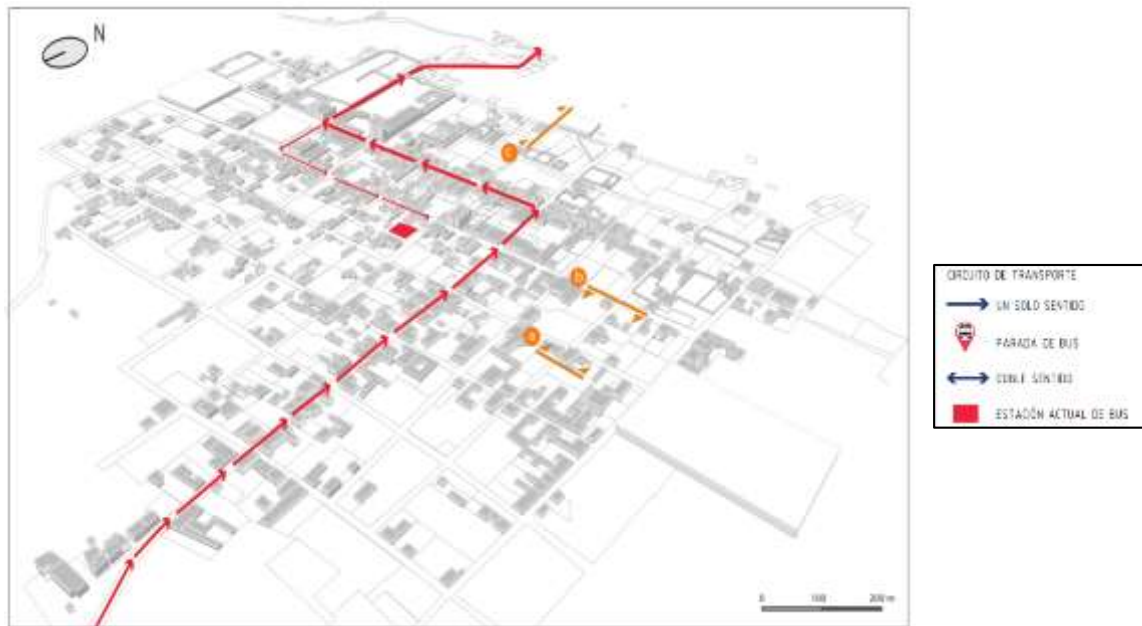 N
c
b
a
0 100 200 m
CIRCUITO DE TRANSPORTE
UN SOLO SENTIDO
PARADA DE BUS
DOBLE SENTIDO
ESTACIÓN ACTUAL DE BUS